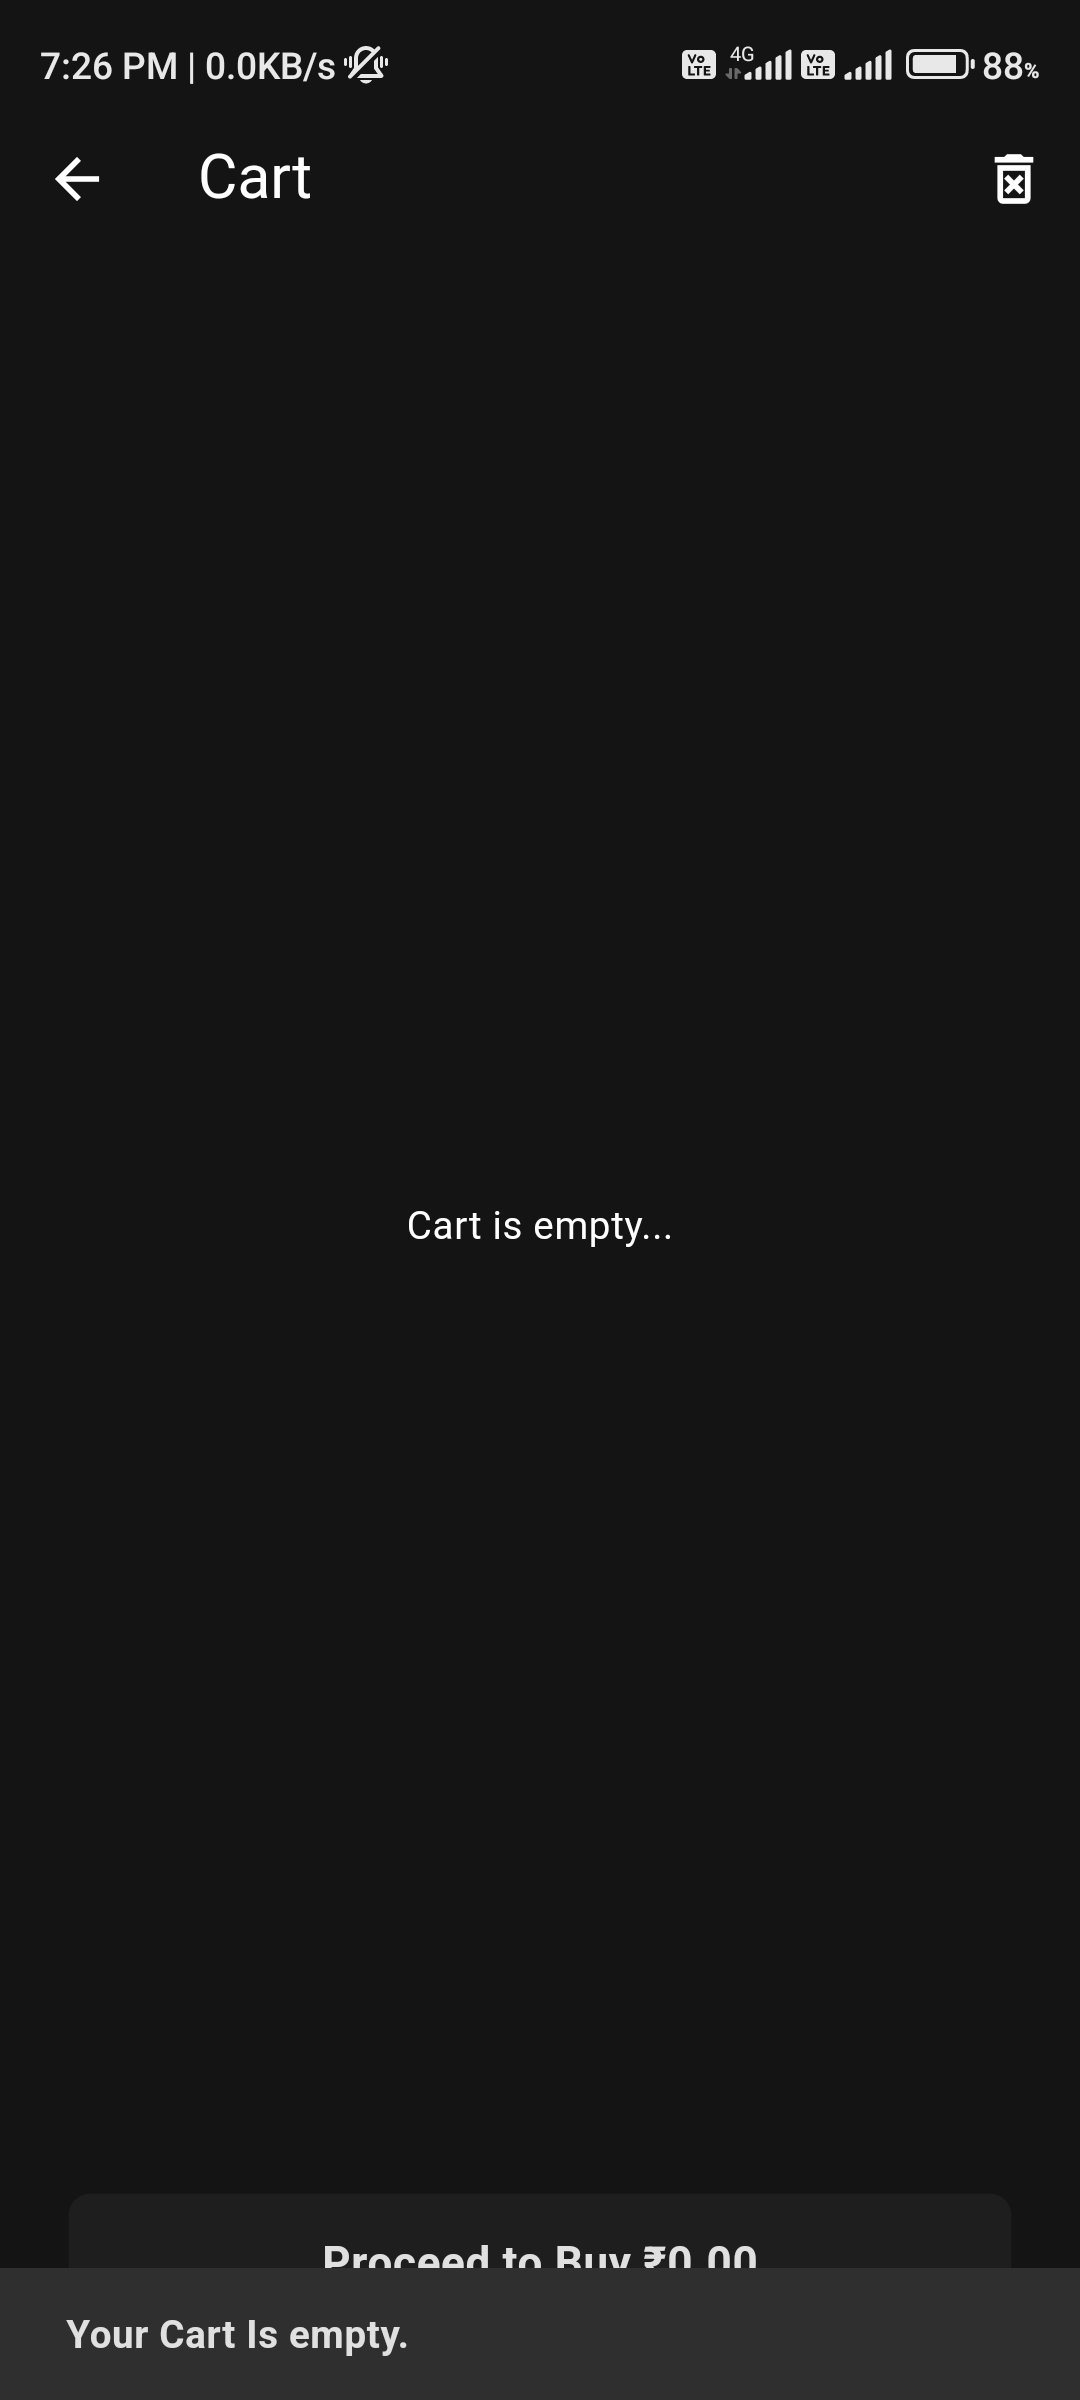 7:26 PM | 0.0KB/s Vo LTE 4G Vo LTE 88%
Cart
Cart is empty...
Proceed to Buy ₹0.00
Your Cart Is empty.